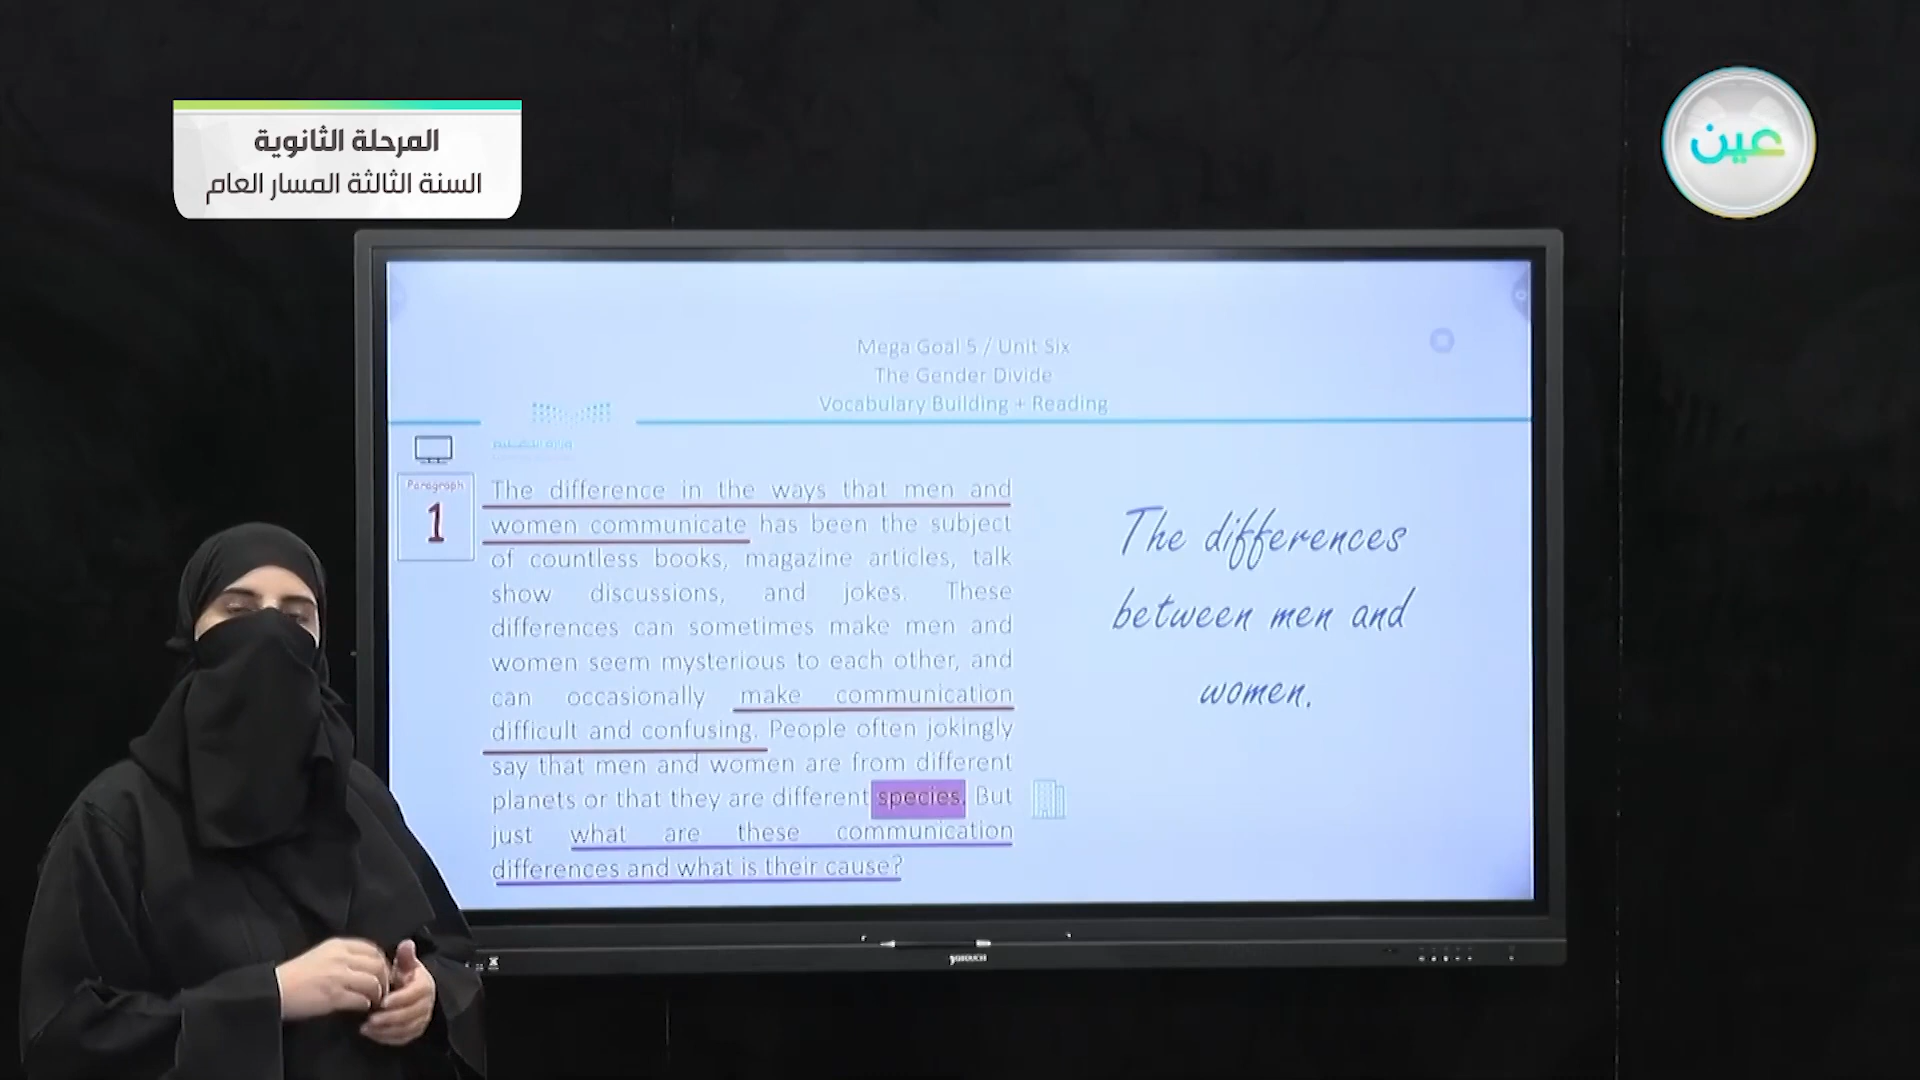 المرحلة الثانوية
السنة الثالثة المسار العام
عين
Mega Goal 5 / Unit Six
The Gender Divide
Vocabulary Building + Reading
وزارة التعليم
Paragraph
1
The difference in the ways that men and
women communicate has been the subject
of countless books, magazine articles, talk
show discussions, and jokes. These
differences can sometimes make men and
women seem mysterious to each other, and
can occasionally make communication
difficult and confusing. People often jokingly
say that men and women are from different
planets or that they are different species. But
just what are these communication
differences and what is their cause?
The differences
between men and
women.